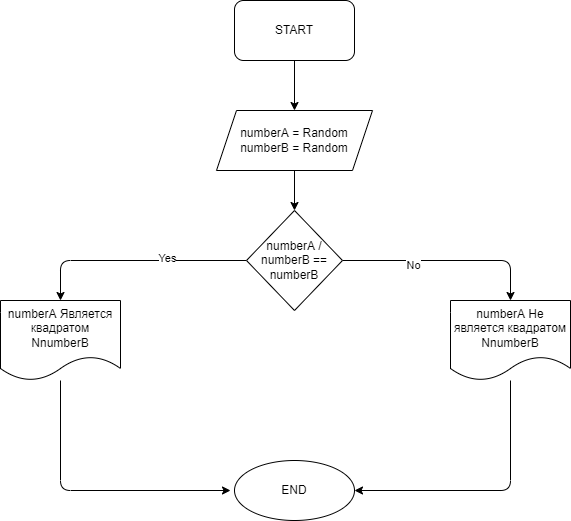 START
numberA = Random
numberB = Random
numberA /
numberB ==
numberB
Yes
No
numberA Является
квадратом
NnumberB
numberA Не
является квадратом
NnumberB
END